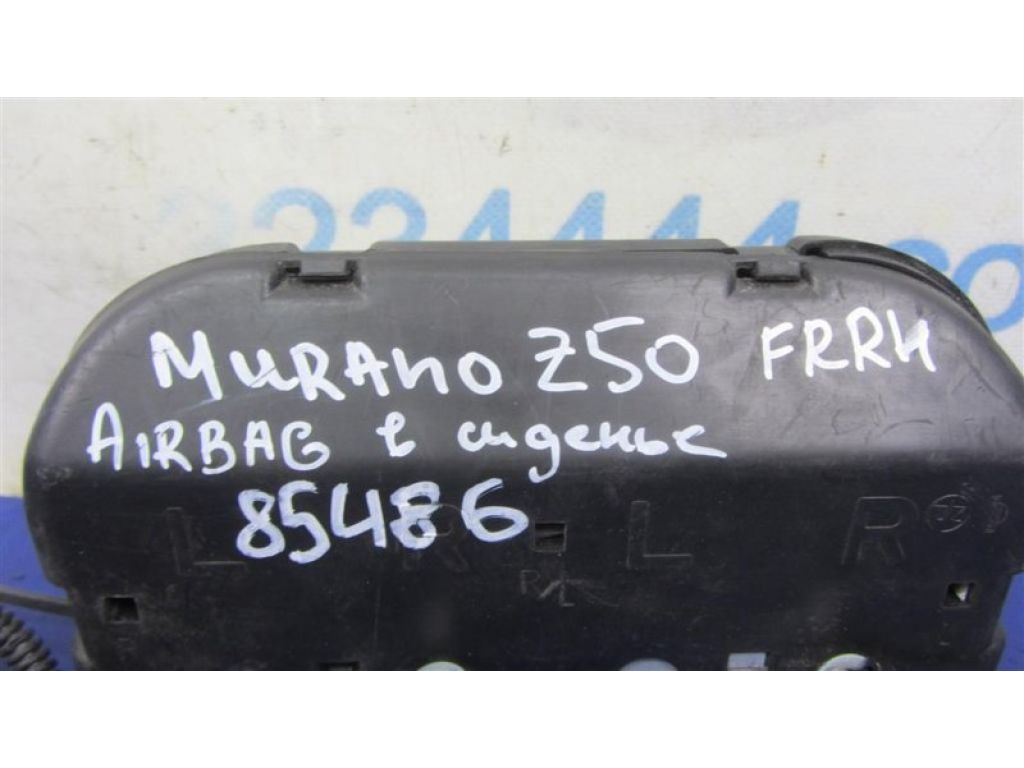 MURANO Z50 FRRH
AIRBAG в сиденье
85486
L R L R
R/L